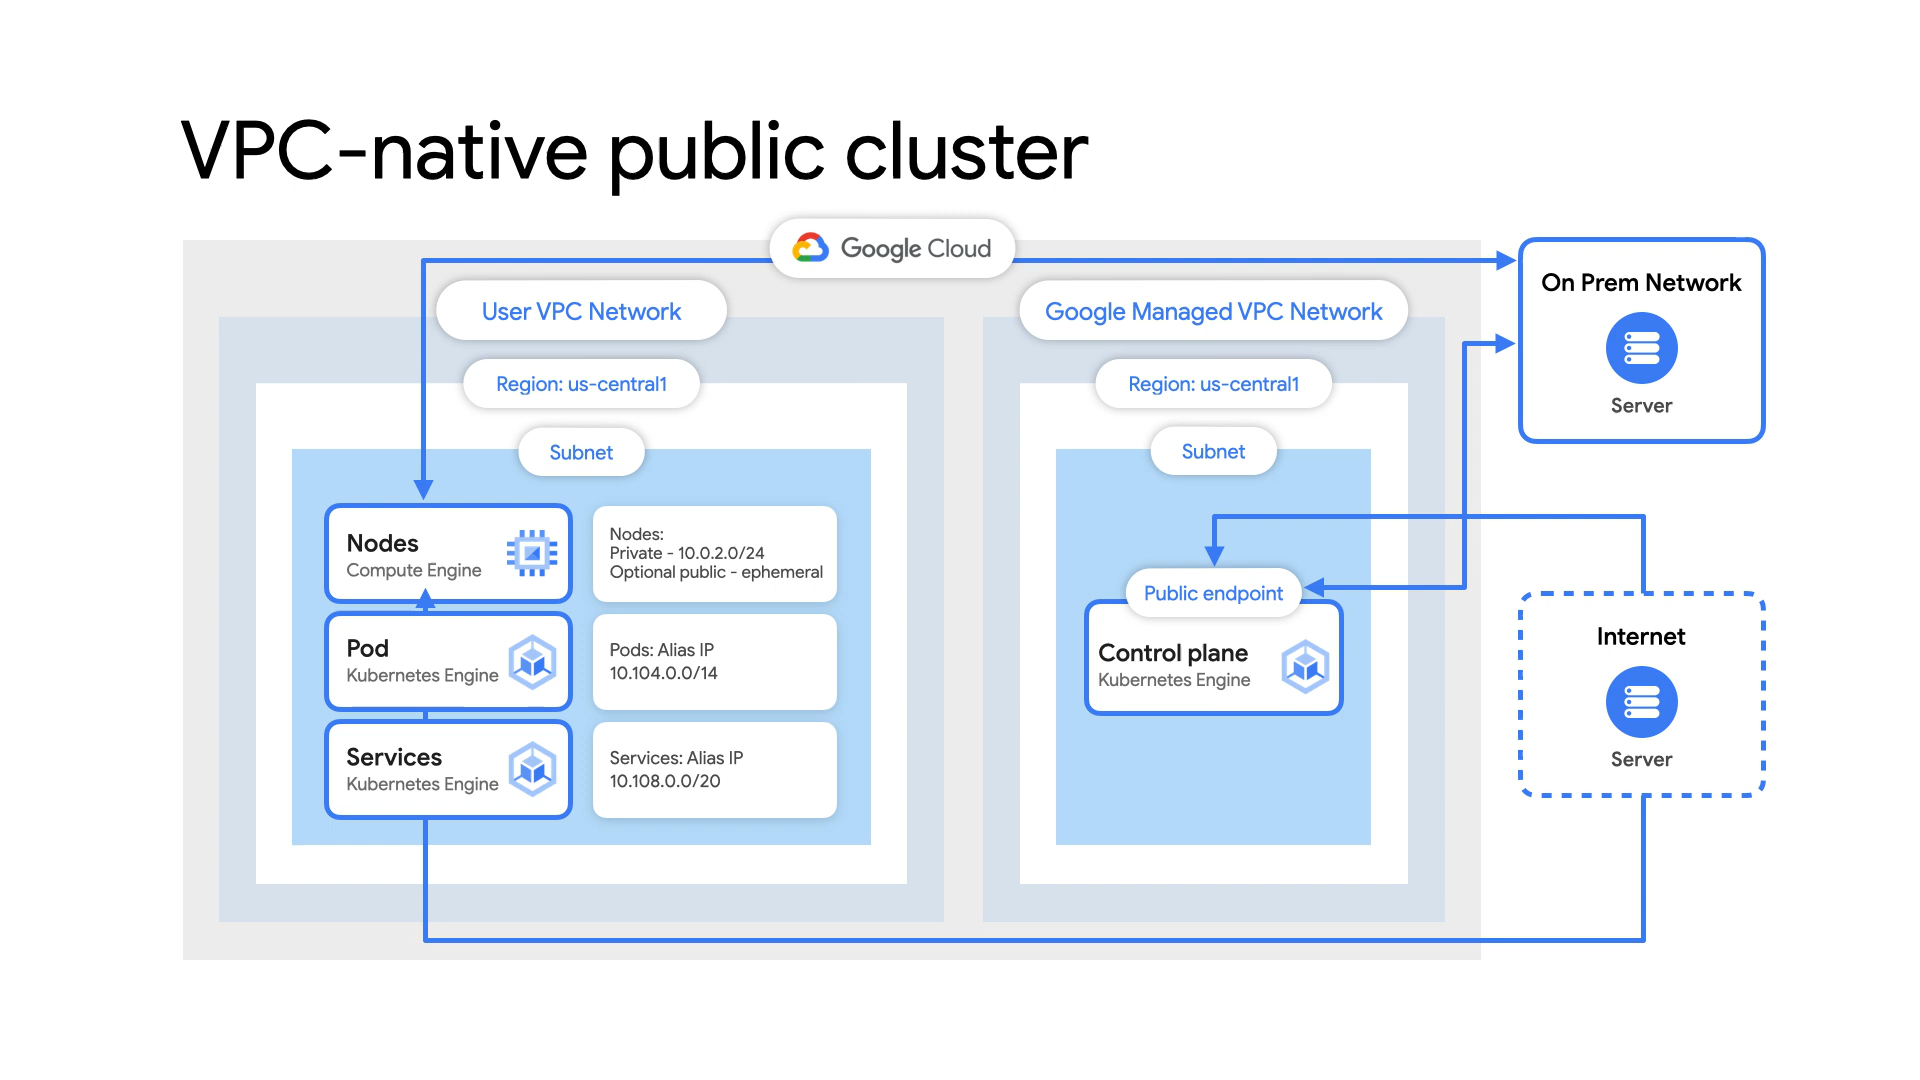 VPC-native public cluster
Google Cloud
User VPC Network
Region: us-central1
Subnet
Nodes
Compute Engine
Nodes:
Private - 10.0.2.0/24
Optional public - ephemeral
Pod
Kubernetes Engine
Pods: Alias IP
10.104.0.0/14
Services
Kubernetes Engine
Services: Alias IP
10.108.0.0/20
Google Managed VPC Network
Region: us-central1
Subnet
Public endpoint
Control plane
Kubernetes Engine
On Prem Network
Server
Internet
Server